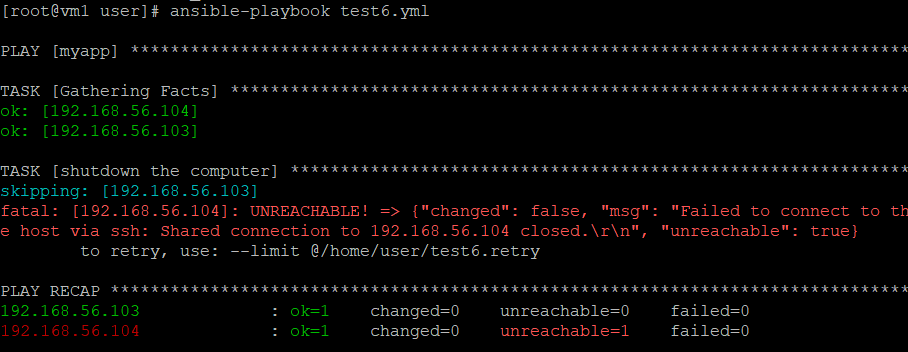 [root@vm1 user]# ansible-playbook test6.yml
PLAY [myapp] ******************************************************************************
TASK [Gathering Facts] ********************************************************************
ok: [192.168.56.104]
ok: [192.168.56.103]
TASK [shutdown the computer] **************************************************************
skipping: [192.168.56.103]
fatal: [192.168.56.104]: UNREACHABLE! => {"changed": false, "msg": "Failed to connect to th
e host via ssh: Shared connection to 192.168.56.104 closed.\r\n", "unreachable": true}
to retry, use: --limit @/home/user/test6.retry
PLAY RECAP ********************************************************************************
192.168.56.103             : ok=1    changed=0    unreachable=0    failed=0
192.168.56.104             : ok=1    changed=0    unreachable=1    failed=0